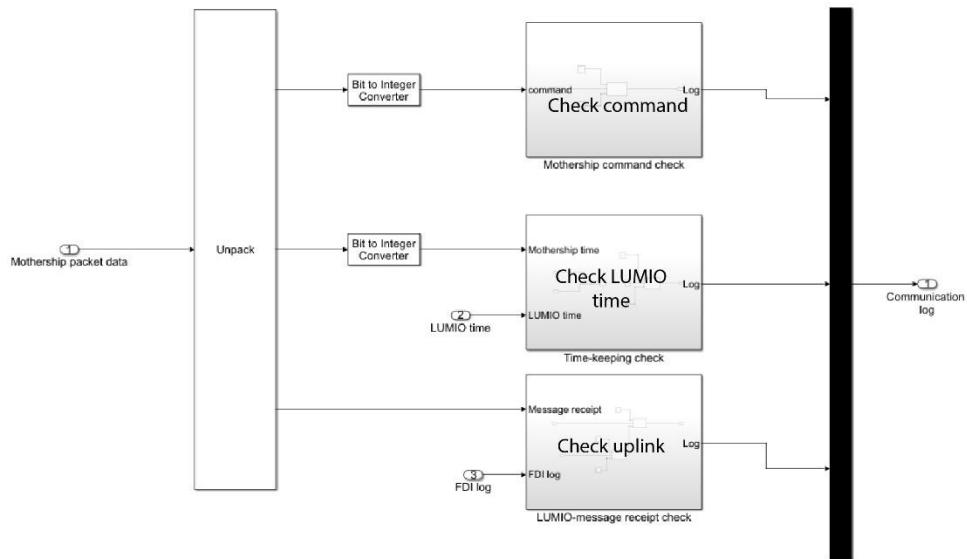 1
Mothership packet data
Unpack
Bit to Integer
Converter
command
Check command
Log
Mothership command check
Bit to Integer
Converter
Mothership time
Check LUMIO
time
Log
2
LUMIO time
LUMIO time
Time-keeping check
Message receipt
Check uplink
Log
3
FDI log
FDI log
LUMIO-message receipt check
1
Communication
log